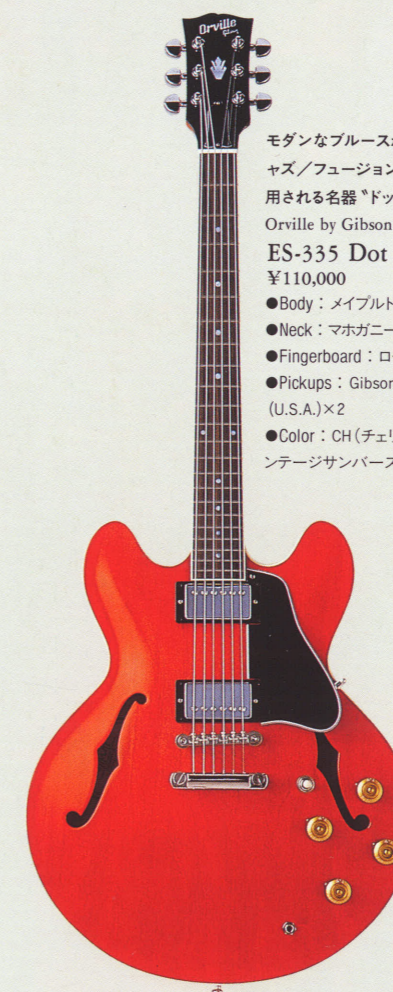 Orville
モダンなブルース
ャズ／フュージョン
用される名器〝ドッ
Orville by Gibson
ES-335 Dot
¥110,000
●Body：メイプルト
●Neck：マホガニー
●Fingerboard：ロ
●Pickups：Gibson
(U.S.A.)×2
●Color：CH(チェリ
ンテージサンバース